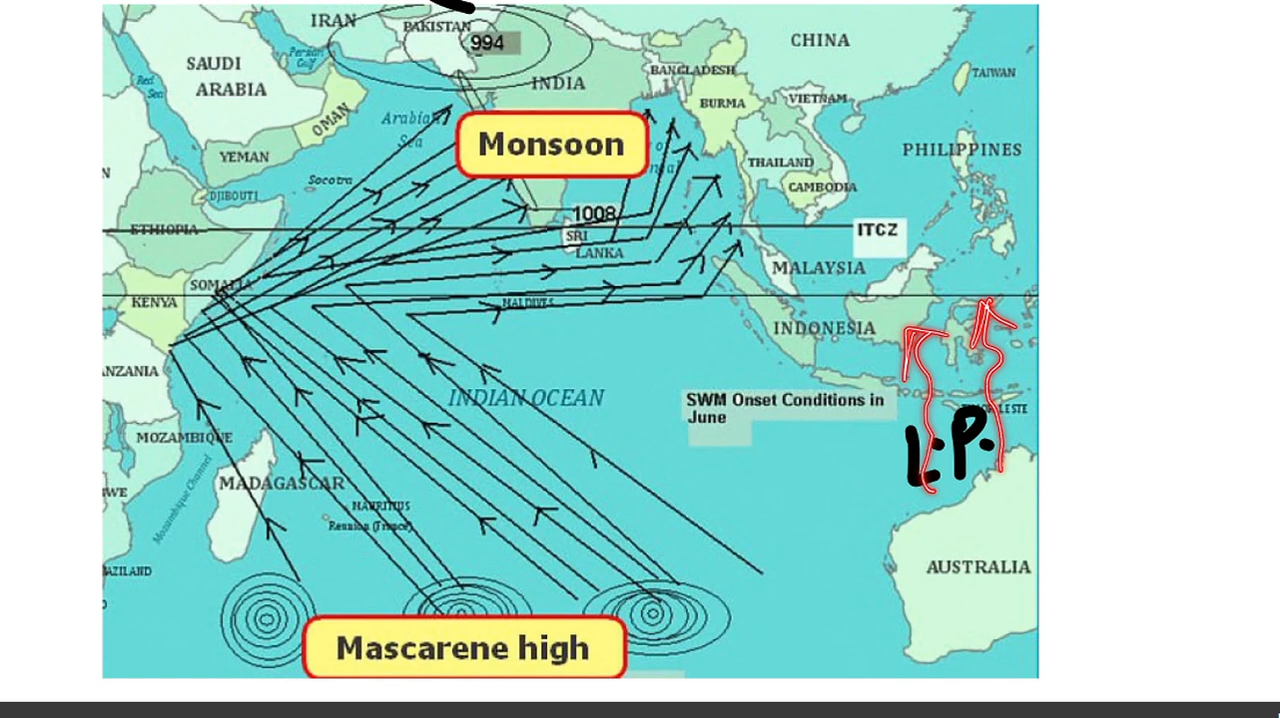 IRAN
PAKISTAN
994
CHINA
SAUDI
ARABIA
Persian
Gulf
Red
Sea
INDIA
BANGLADESH
TAIWAN
OMAN
Arabian
Sea
BURMA
VIETNAM
Monsoon
YEMEN
Socotra
THAILAND
PHILIPPINES
DJIBOUTI
CAMBODIA
1008
ETHIOPIA
SRI
LANKA
ITCZ
MALAYSIA
SOMALIA
KENYA
MALDIVES
INDONESIA
ANZANIA
INDIAN OCEAN
SWM Onset Conditions in
June
LESTE
L.P.
MOZAMBIQUE
Mozambique Channel
MADAGASCAR
WE
MAURITIUS
Reunion (France)
AZILAND
AUSTRALIA
Mascarene high